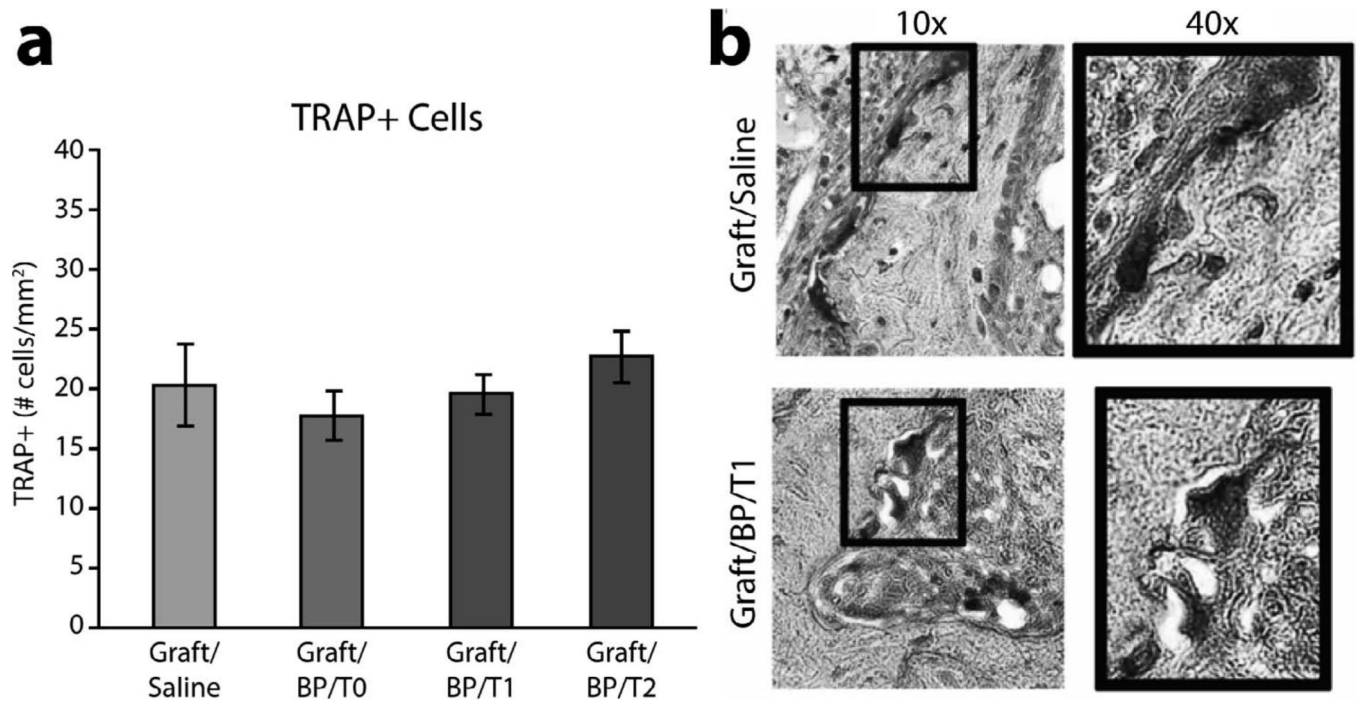 a
TRAP+ Cells
TRAP+ (# cells/mm²)
40
35
30
25
20
15
10
5
0
Graft/
Saline
Graft/
BP/T0
Graft/
BP/T1
Graft/
BP/T2
b
10x
40x
Graft/Saline
Graft/BP/T1